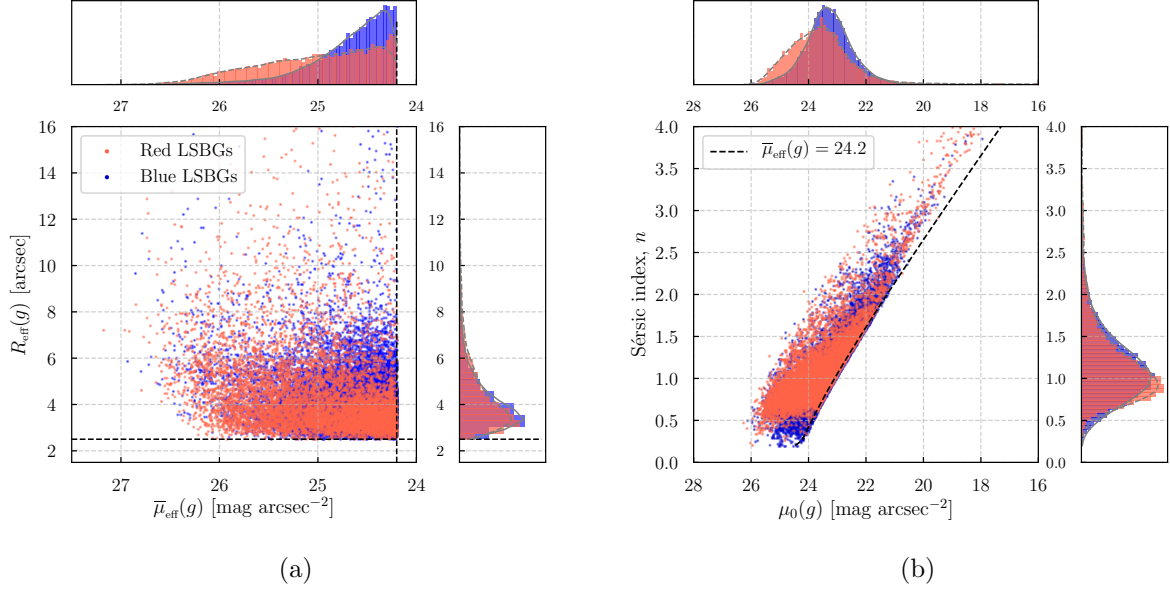 27 26 25 24
16
14
12
10
8
6
4
2
R_eff(g) [arcsec]
Red LSBGs
Blue LSBGs
27 26 25 24
μ̅_eff(g) [mag arcsec⁻²]
16
14
12
10
8
6
4
2
(a)
28 26 24 22 20 18 16
4.0
3.5
3.0
2.5
2.0
1.5
1.0
0.5
0.0
Sérsic index, n
μ̅_eff(g) = 24.2
28 26 24 22 20 18 16
μ₀(g) [mag arcsec⁻²]
4.0
3.5
3.0
2.5
2.0
1.5
1.0
0.5
0.0
(b)